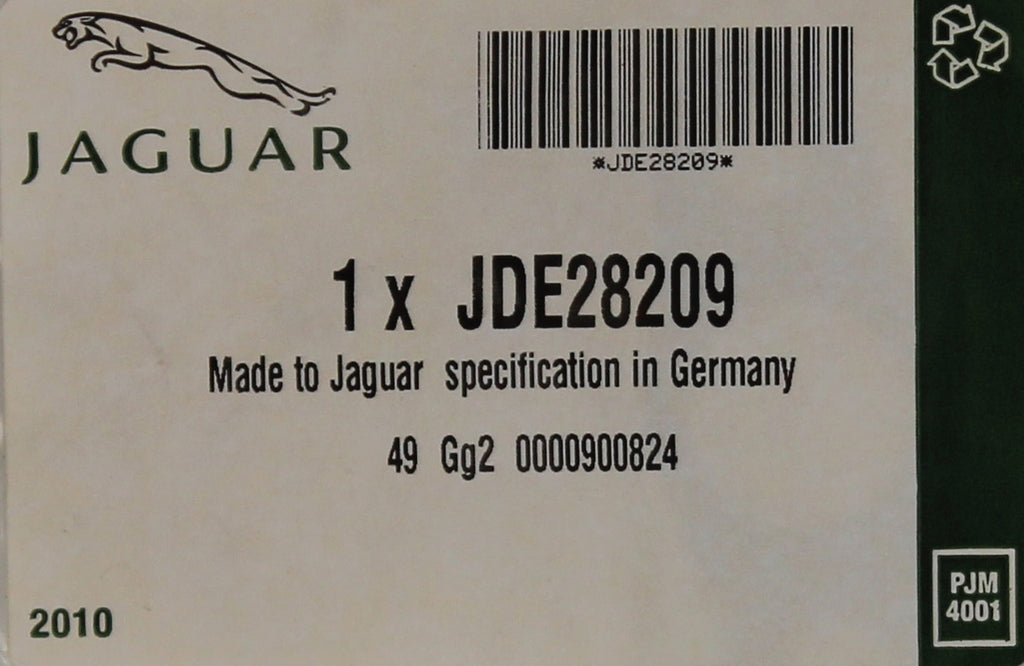 JAGUAR
*JDE28209*
1 x JDE28209
Made to Jaguar specification in Germany
49 Gg2 0000900824
2010
PJM
4001